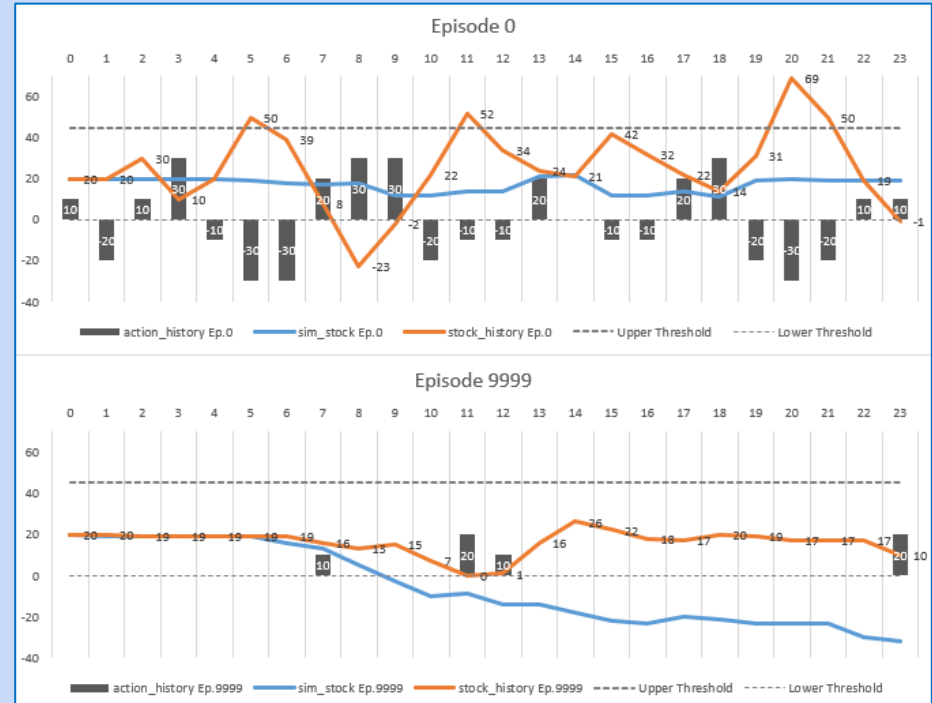 Episode 0
0 1 2 3 4 5 6 7 8 9 10 11 12 13 14 15 16 17 18 19 20 21 22 23
60
40
20
0
-20
-40
20 20 30 10 50 39 8 -23 -2 22 52 34 24 21 42 32 22 14 31 69 50 19 -1
10 -20 10 30 -10 -30 -30 20 30 30 -20 -10 -10 20 -10 -10 20 30 -20 -30 -20 10 10
action_history Ep.0 sim_stock Ep.0 stock_history Ep.0 Upper Threshold Lower Threshold
Episode 9999
0 1 2 3 4 5 6 7 8 9 10 11 12 13 14 15 16 17 18 19 20 21 22 23
60
40
20
0
-20
-40
20 20 19 19 19 19 19 16 13 15 7 0 1 16 26 22 18 17 20 19 17 17 17 10
10 20 10 20
action_history Ep.9999 sim_stock Ep.9999 stock_history Ep.9999 Upper Threshold Lower Threshold